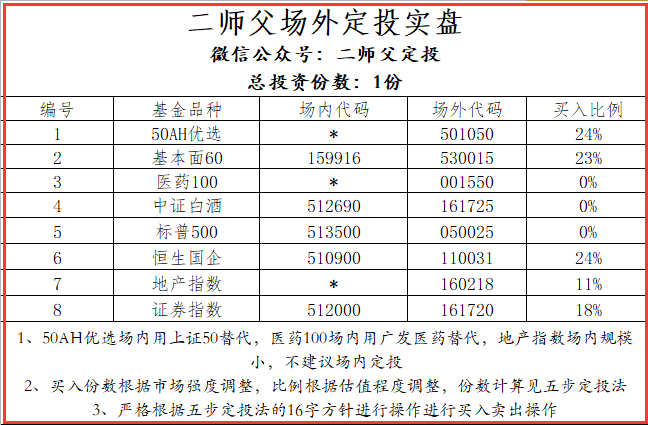 二师父场外定投实盘
微信公众号：二师父定投
总投资份数：1份
编号 基金品种 场内代码 场外代码 买入比例
1 50AH优选 * 501050 24%
2 基本面60 159916 530015 23%
3 医药100 * 001550 0%
4 中证白酒 512690 161725 0%
5 标普500 513500 050025 0%
6 恒生国企 510900 110031 24%
7 地产指数 * 160218 11%
8 证券指数 512000 161720 18%
1、50AH优选场内用上证50替代，医药100场内用广发医药替代，地产指数场内规模
小，不建议场内定投
2、买入份数根据市场强度调整，比例根据估值程度调整，份数计算见五步定投法
3、严格根据五步定投法的16字方针进行操作进行买入卖出操作